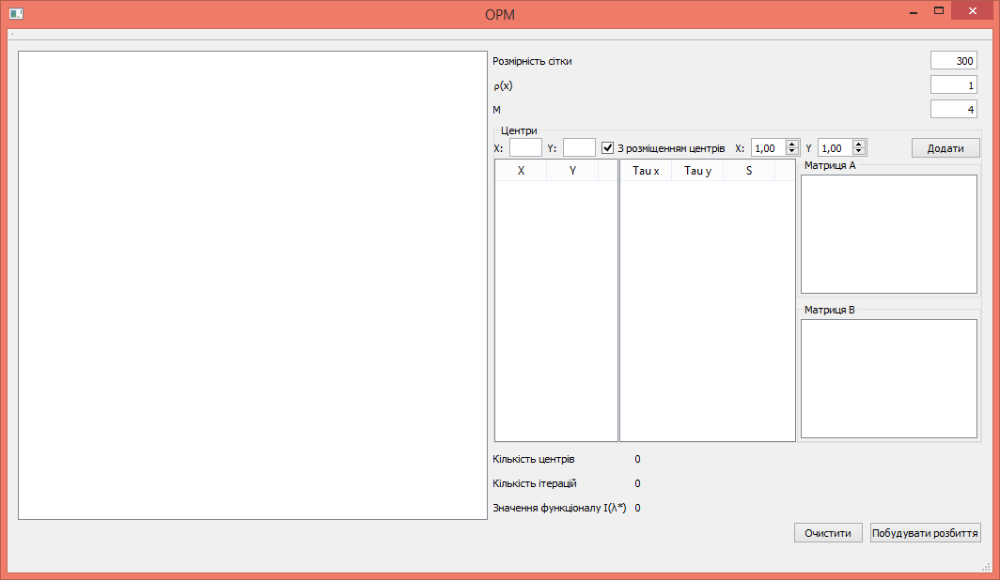 OPM
Розмірність сітки 300
ρ(x) 1
M 4
Центри
X: Y: З розміщенням центрів X: 1,00 Y 1,00 Додати
X Y Tau x Tau y S
Матриця A
Матриця B
Кількість центрів 0
Кількість ітерацій 0
Значення функціоналу I(λ*) 0
Очистити Побудувати розбиття